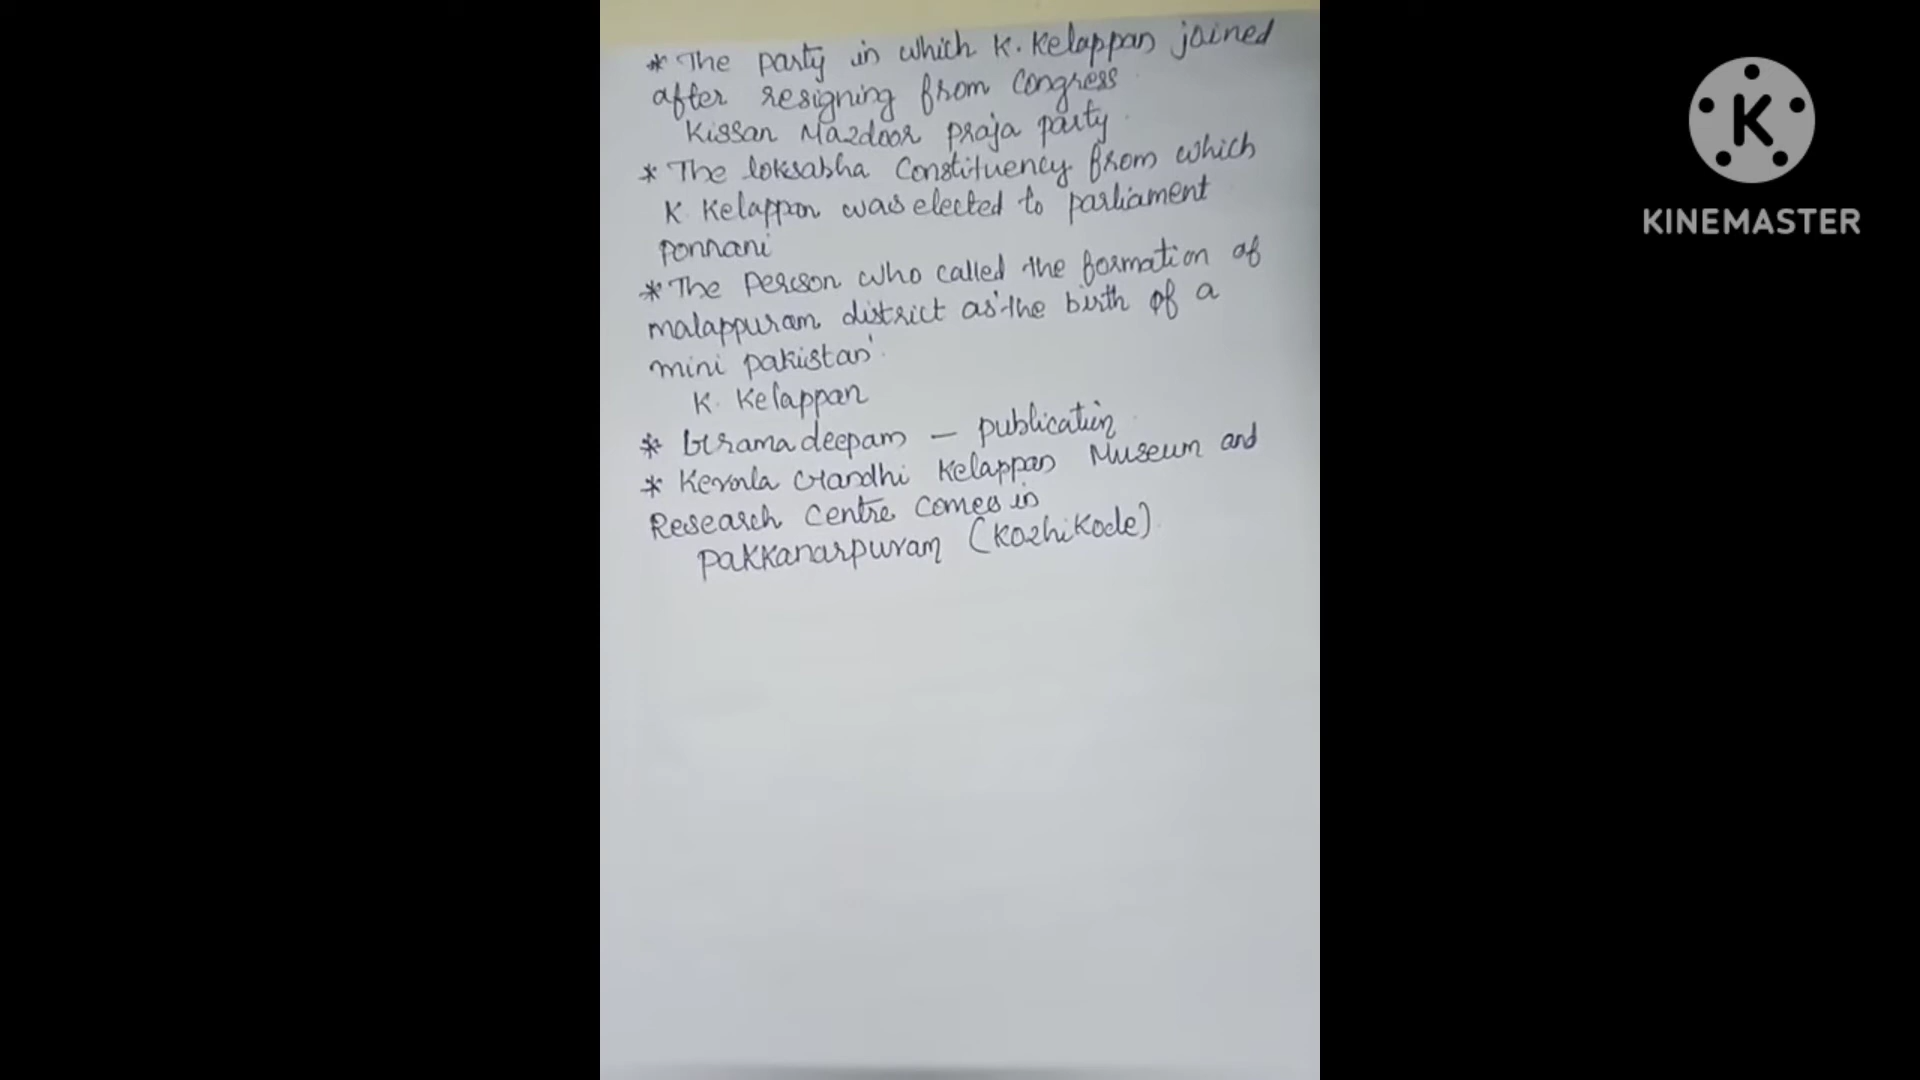 * The party in which K. Kelappan joined
after resigning from Congress
Kissan Mazdoor praja party.
* The loksabha Constituency from which
K. Kelappan was elected to parliament
ponnani
* The Person who called the formation of
malappuram district as 'the birth of a
mini pakistan'.
K. Kelappan
* Gramadeepam — publication
* Kerala Gandhi Kelappan Museum and
Research Centre comes in
pakkanarpuram (Kozhikode).
K
KINEMASTER